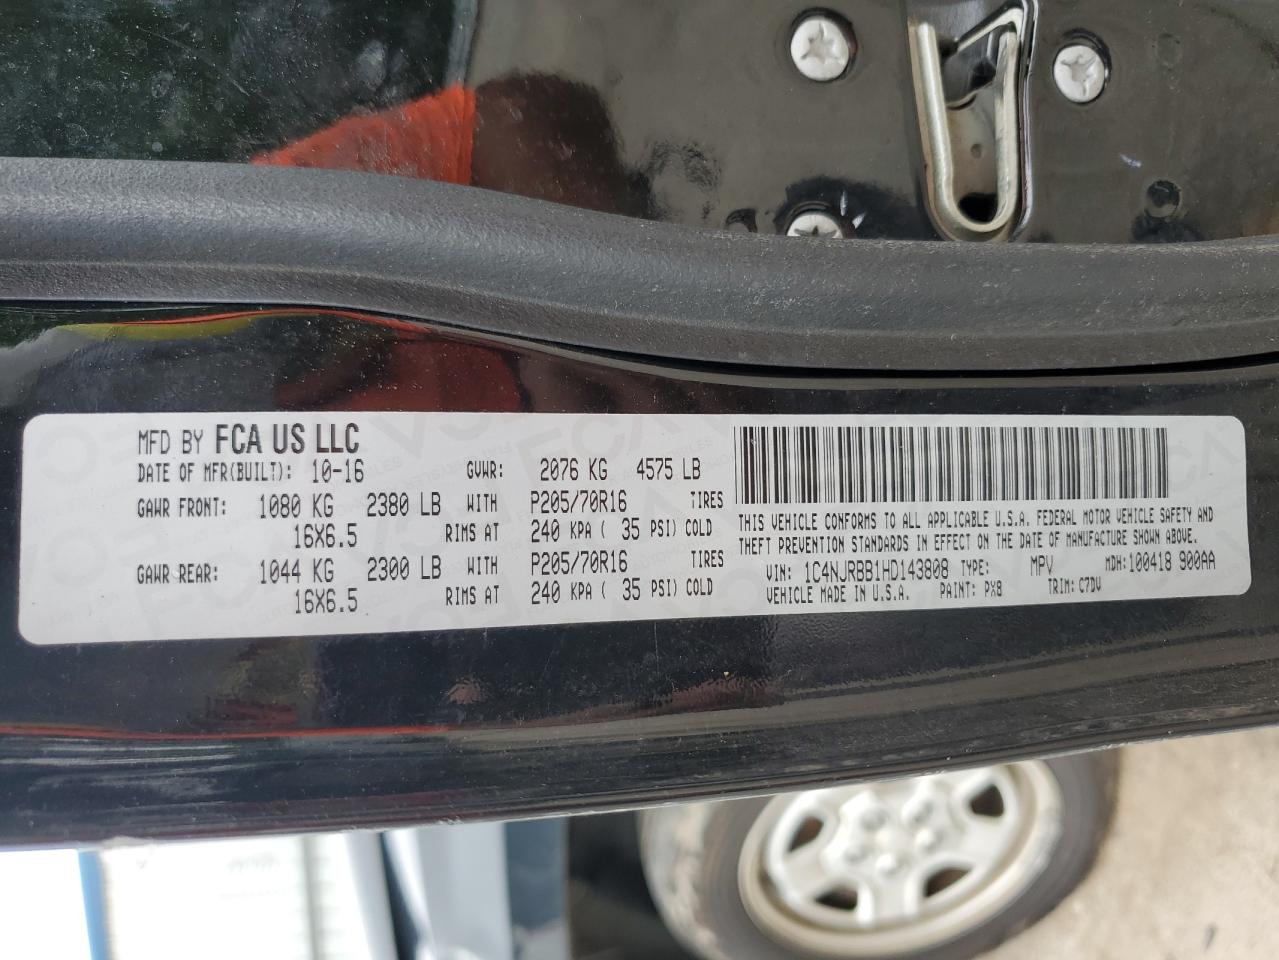 MFD BY FCA US LLC
DATE OF MFR(BUILT): 10-16 GVWR: 2076 KG 4575 LB
GAWR FRONT: 1080 KG 2380 LB WITH P205/70R16 TIRES
16X6.5 RIMS AT 240 KPA ( 35 PSI) COLD
GAWR REAR: 1044 KG 2300 LB WITH P205/70R16 TIRES
16X6.5 RIMS AT 240 KPA ( 35 PSI) COLD
THIS VEHICLE CONFORMS TO ALL APPLICABLE U.S.A. FEDERAL MOTOR VEHICLE SAFETY AND
THEFT PREVENTION STANDARDS IN EFFECT ON THE DATE OF MANUFACTURE SHOWN ABOVE.
VIN: 1C4NJRBB1HD143808 TYPE: MPV MDH:100418 900AA
VEHICLE MADE IN U.S.A. PAINT: PX8 TRIM: C7DV